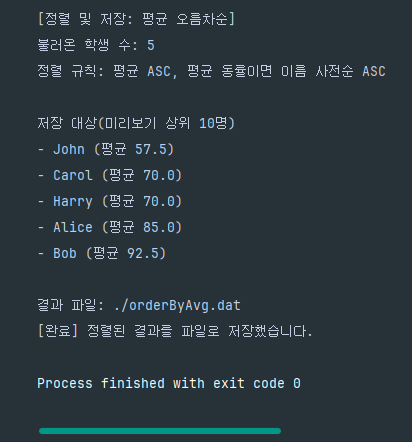 [정렬 및 저장: 평균 오름차순]
불러온 학생 수: 5
정렬 규칙: 평균 ASC, 평균 동률이면 이름 사전순 ASC
저장 대상(미리보기 상위 10명)
- John (평균 57.5)
- Carol (평균 70.0)
- Harry (평균 70.0)
- Alice (평균 85.0)
- Bob (평균 92.5)
결과 파일: ./orderByAvg.dat
[완료] 정렬된 결과를 파일로 저장했습니다.
Process finished with exit code 0